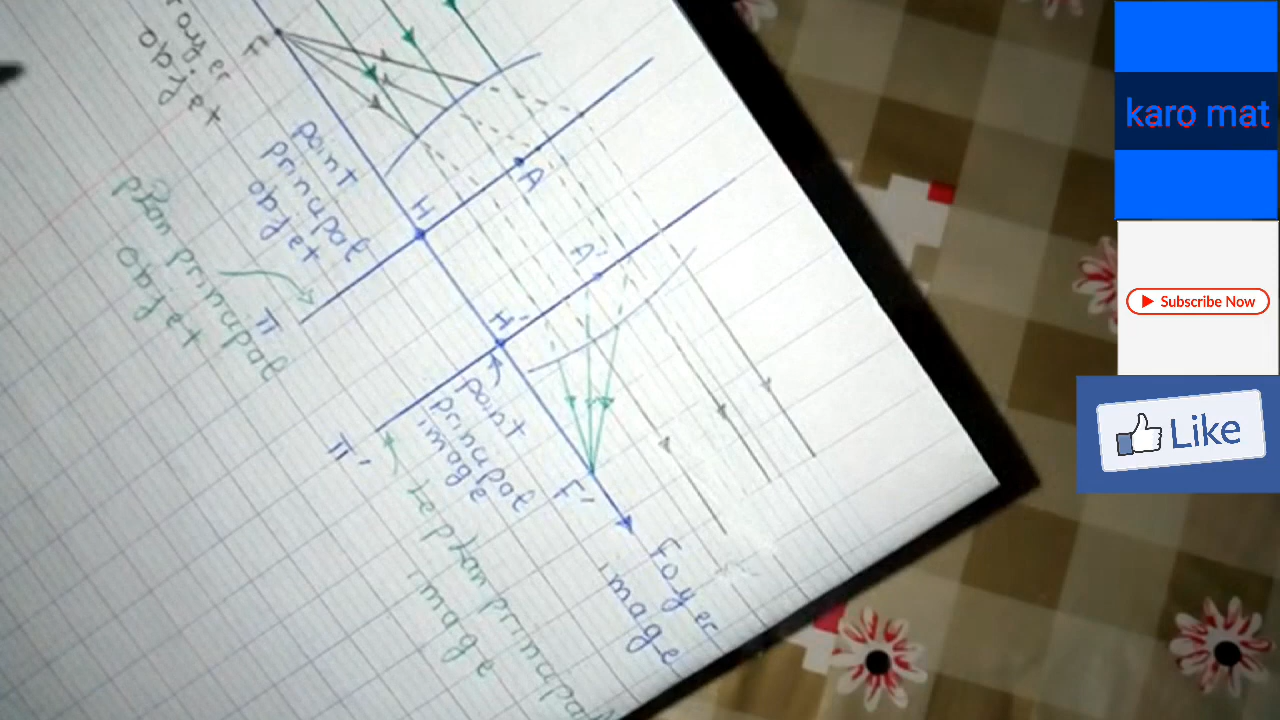 F
foyer
objet
point
principal
objet
H
A
plan principal
objet
π
A'
H'
point
principal
image
π'
F'
Foyer
image
Le plan principal
image
karo mat
Subscribe Now
Like